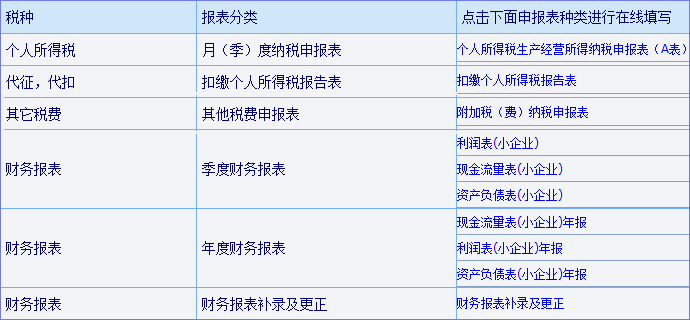 税种 报表分类 点击下面申报表种类进行在线填写
个人所得税 月（季）度纳税申报表 个人所得税生产经营所得纳税申报表（A表）
代征，代扣 扣缴个人所得税报告表 扣缴个人所得税报告表
其它税费 其他税费申报表 附加税（费）纳税申报表
财务报表 季度财务报表 利润表(小企业)
现金流量表(小企业)
资产负债表(小企业)
财务报表 年度财务报表 现金流量表(小企业)年报
利润表(小企业)年报
资产负债表(小企业)年报
财务报表 财务报表补录及更正 财务报表补录及更正